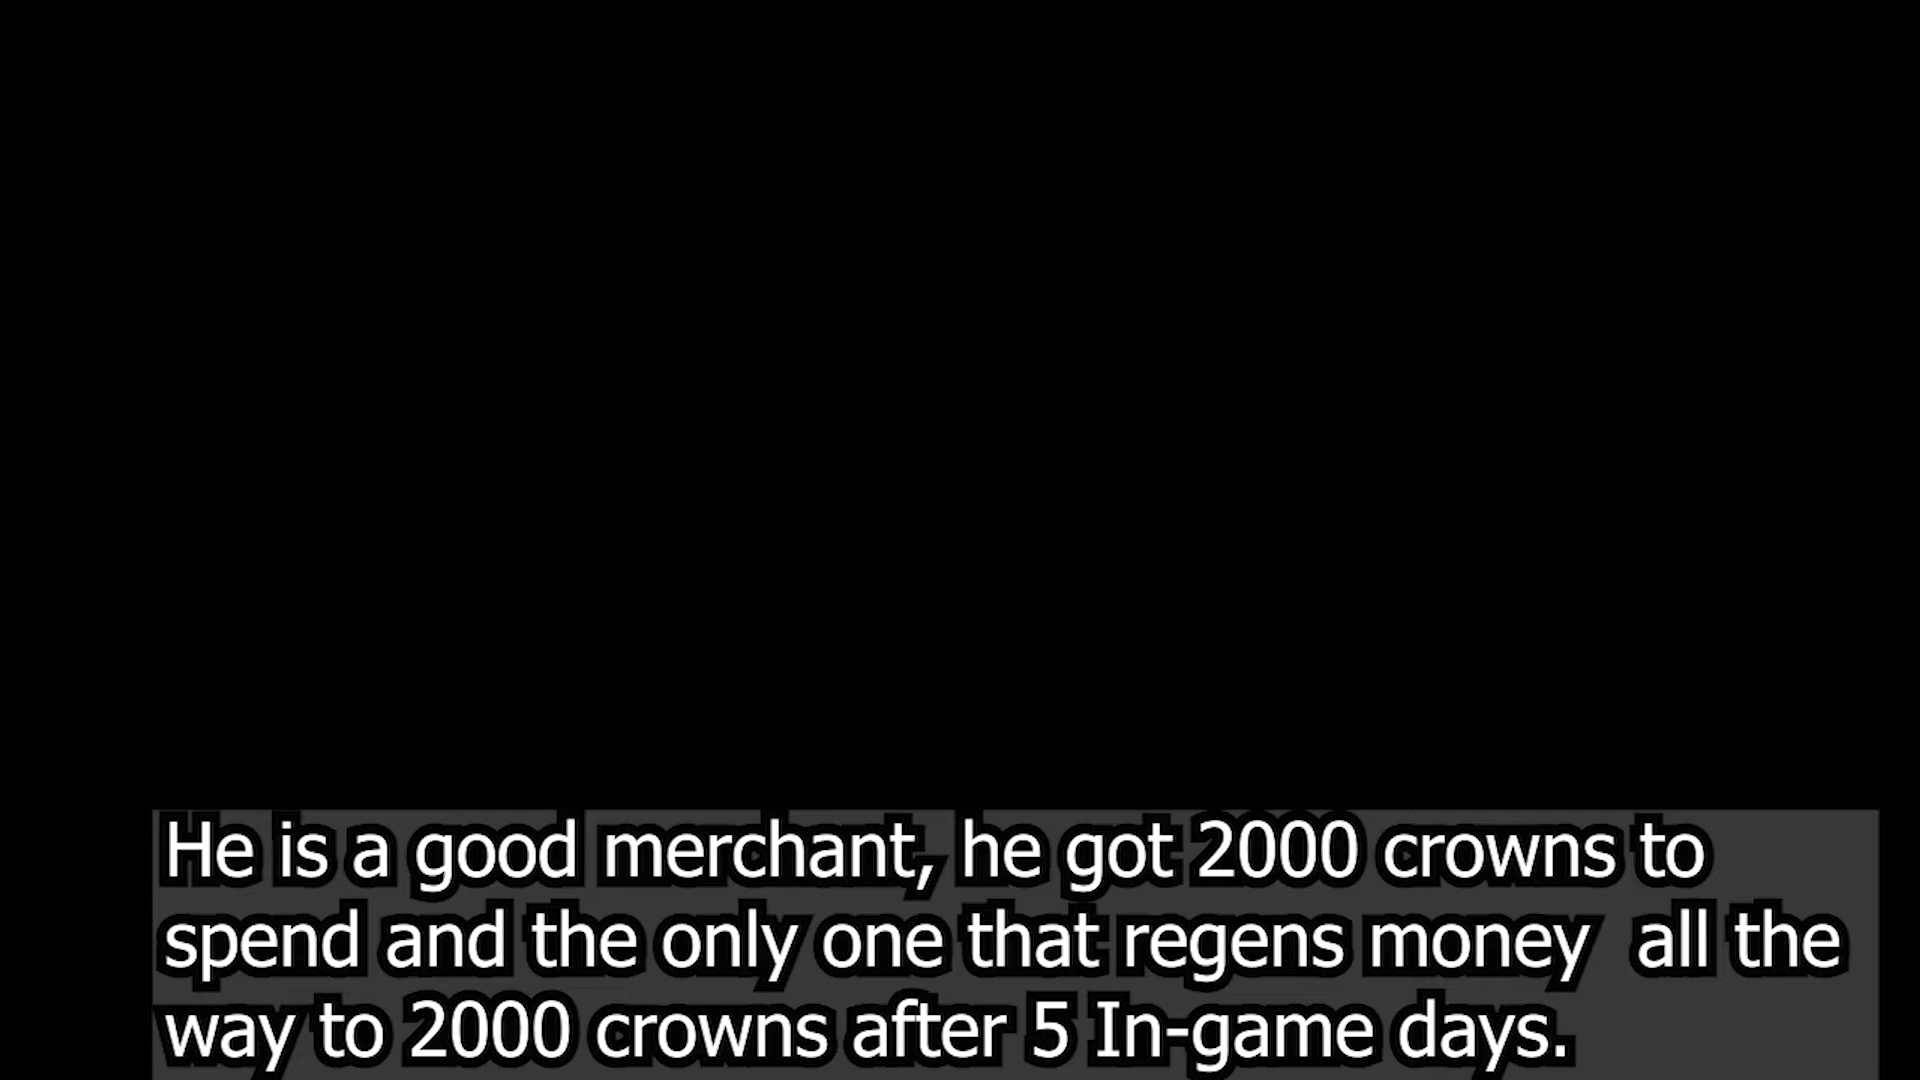 He is a good merchant, he got 2000 crowns to
spend and the only one that regens money  all the
way to 2000 crowns after 5 In-game days.